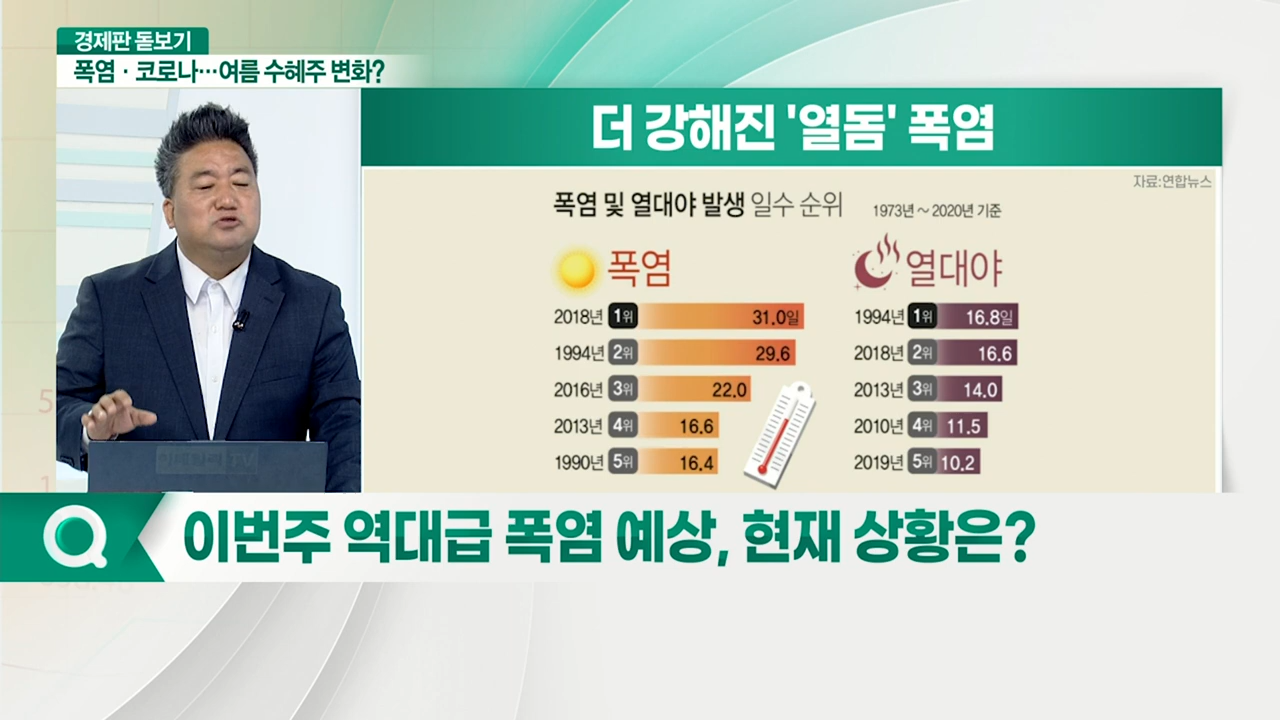 경제판 돋보기
폭염·코로나…여름 수혜주 변화?
더 강해진 '열돔' 폭염
자료:연합뉴스
폭염 및 열대야 발생 일수 순위 1973년~2020년 기준
폭염
2018년 1위 31.0일
1994년 2위 29.6
2016년 3위 22.0
2013년 4위 16.6
1990년 5위 16.4
열대야
1994년 1위 16.8일
2018년 2위 16.6
2013년 3위 14.0
2010년 4위 11.5
2019년 5위 10.2
이데일리 TV
Q 이번주 역대급 폭염 예상, 현재 상황은?